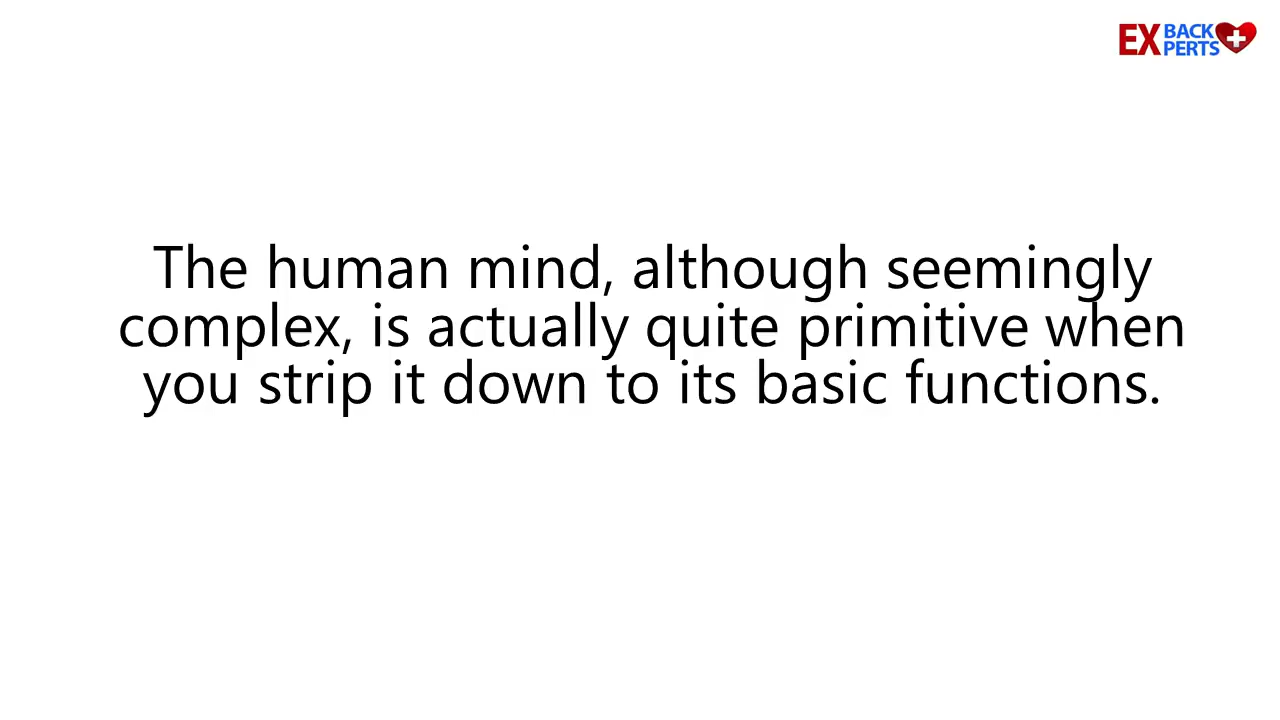 EX BACK
PERTS
The human mind, although seemingly
complex, is actually quite primitive when
you strip it down to its basic functions.